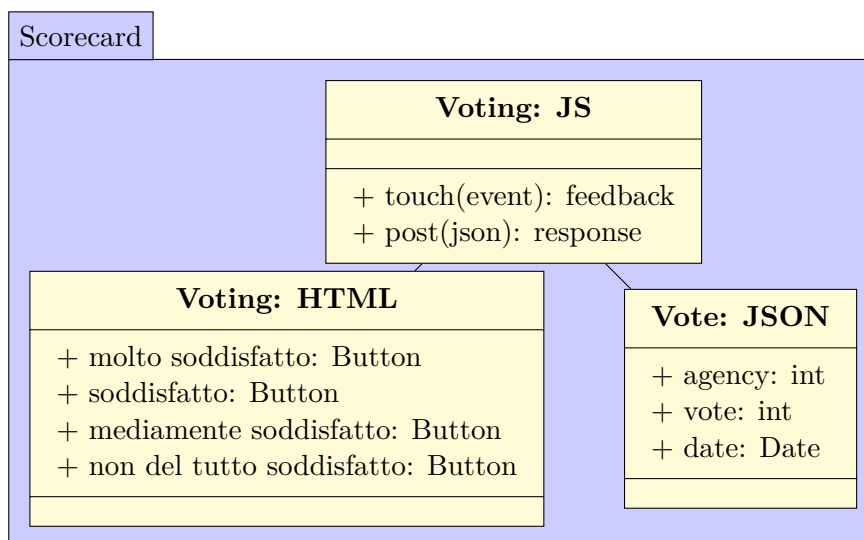 Scorecard
Voting: JS
+ touch(event): feedback
+ post(json): response
Voting: HTML
+ molto soddisfatto: Button
+ soddisfatto: Button
+ mediamente soddisfatto: Button
+ non del tutto soddisfatto: Button
Vote: JSON
+ agency: int
+ vote: int
+ date: Date